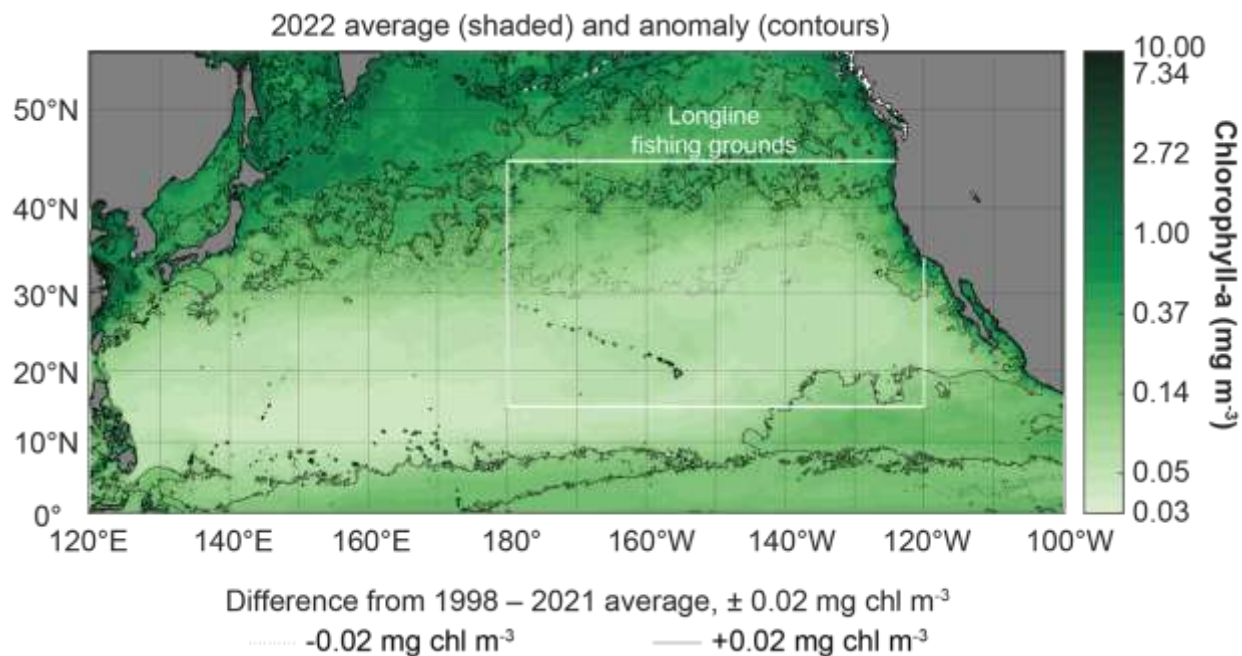 2022 average (shaded) and anomaly (contours)
Longline
fishing grounds
50°N
40°N
30°N
20°N
10°N
0°
120°E 140°E 160°E 180° 160°W 140°W 120°W 100°W
10.00
7.34
2.72
1.00
0.37
0.14
0.05
0.03
Chlorophyll-a (mg m⁻³)
Difference from 1998 – 2021 average, ± 0.02 mg chl m⁻³
-0.02 mg chl m⁻³ +0.02 mg chl m⁻³